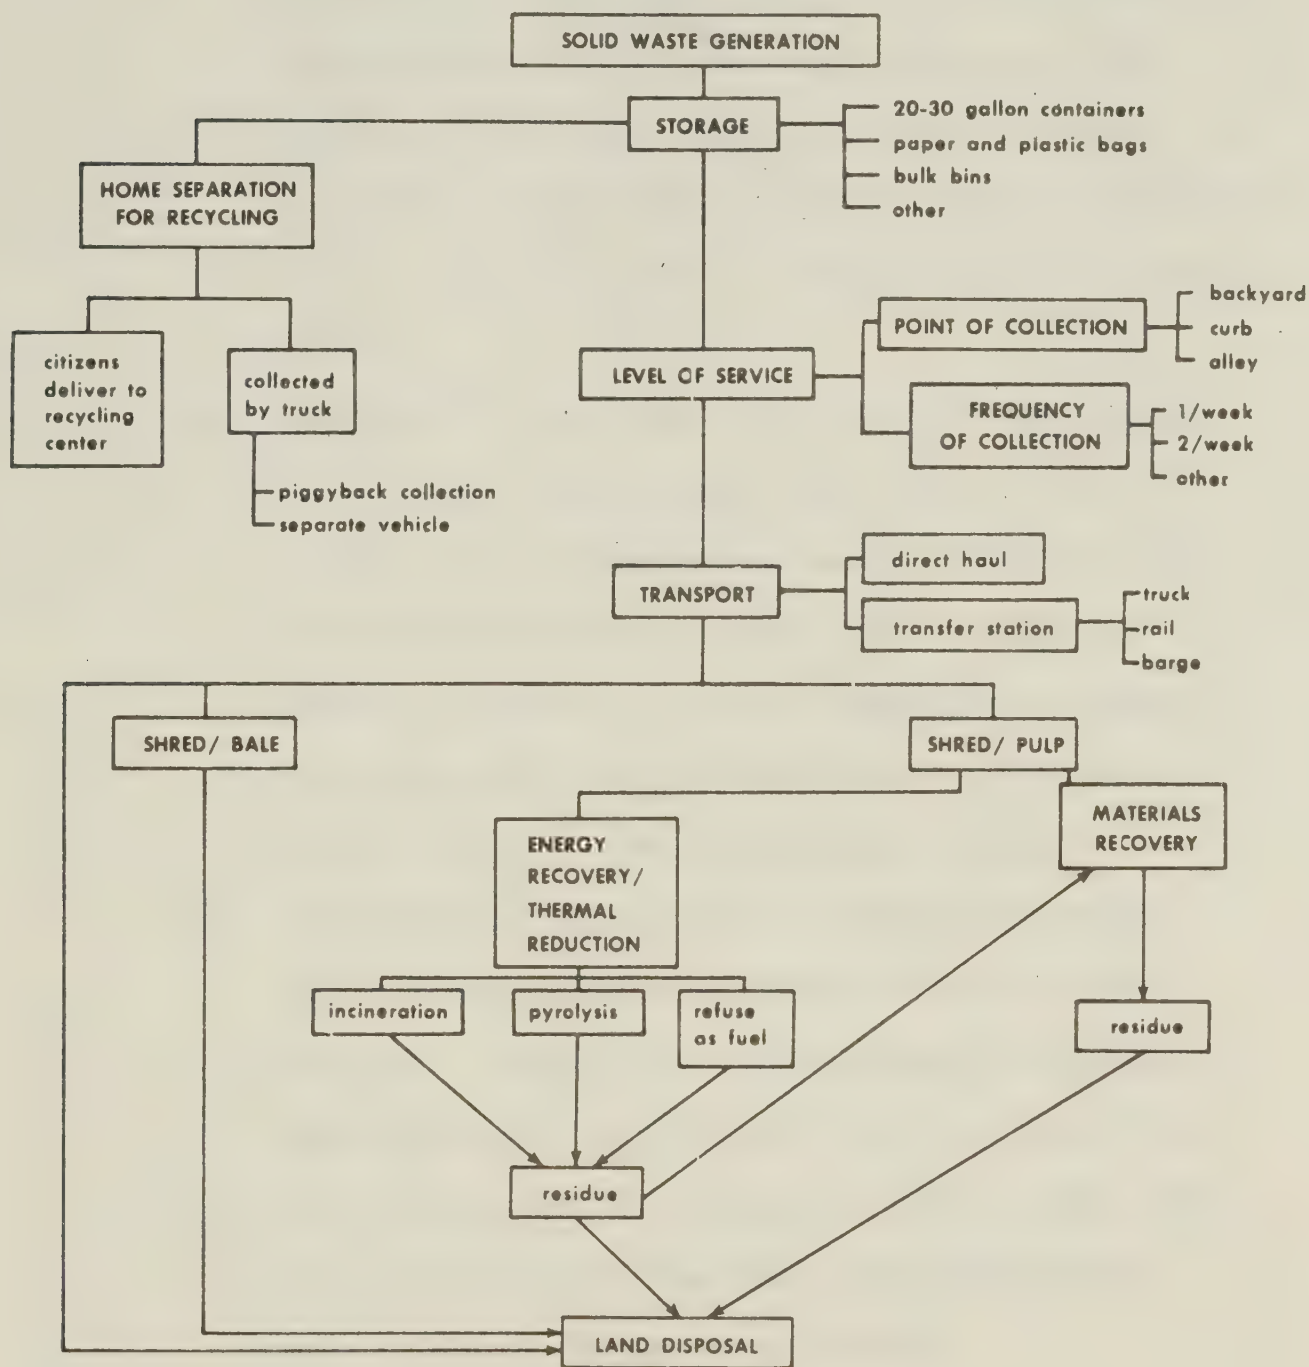 SOLID WASTE GENERATION
STORAGE
20-30 gallon containers
paper and plastic bags
bulk bins
other
HOME SEPARATION
FOR RECYCLING
citizens
deliver to
recycling
center
collected
by truck
piggyback collection
separate vehicle
LEVEL OF SERVICE
POINT OF COLLECTION
backyard
curb
alley
FREQUENCY
OF COLLECTION
1/week
2/week
other
TRANSPORT
direct haul
transfer station
truck
rail
barge
SHRED/ BALE
SHRED/ PULP
MATERIALS
RECOVERY
ENERGY
RECOVERY/
THERMAL
REDUCTION
incineration
pyrolysis
refuse
as fuel
residue
residue
LAND DISPOSAL